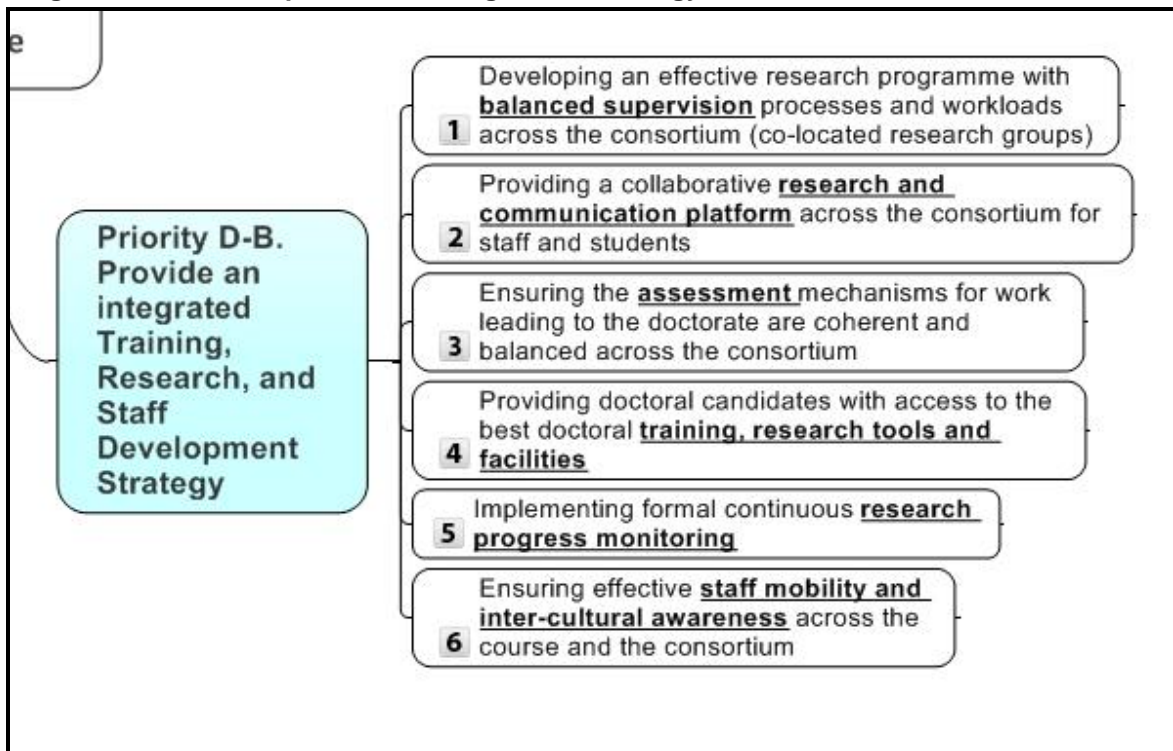 e
Priority D-B.
Provide an
integrated
Training,
Research, and
Staff
Development
Strategy
Developing an effective research programme with
balanced supervision processes and workloads
1 across the consortium (co-located research groups)
Providing a collaborative research and
communication platform across the consortium for
2 staff and students
Ensuring the assessment mechanisms for work
leading to the doctorate are coherent and
3 balanced across the consortium
Providing doctoral candidates with access to the
best doctoral training, research tools and
4 facilities
Implementing formal continuous research
5 progress monitoring
Ensuring effective staff mobility and
inter-cultural awareness across the
6 course and the consortium